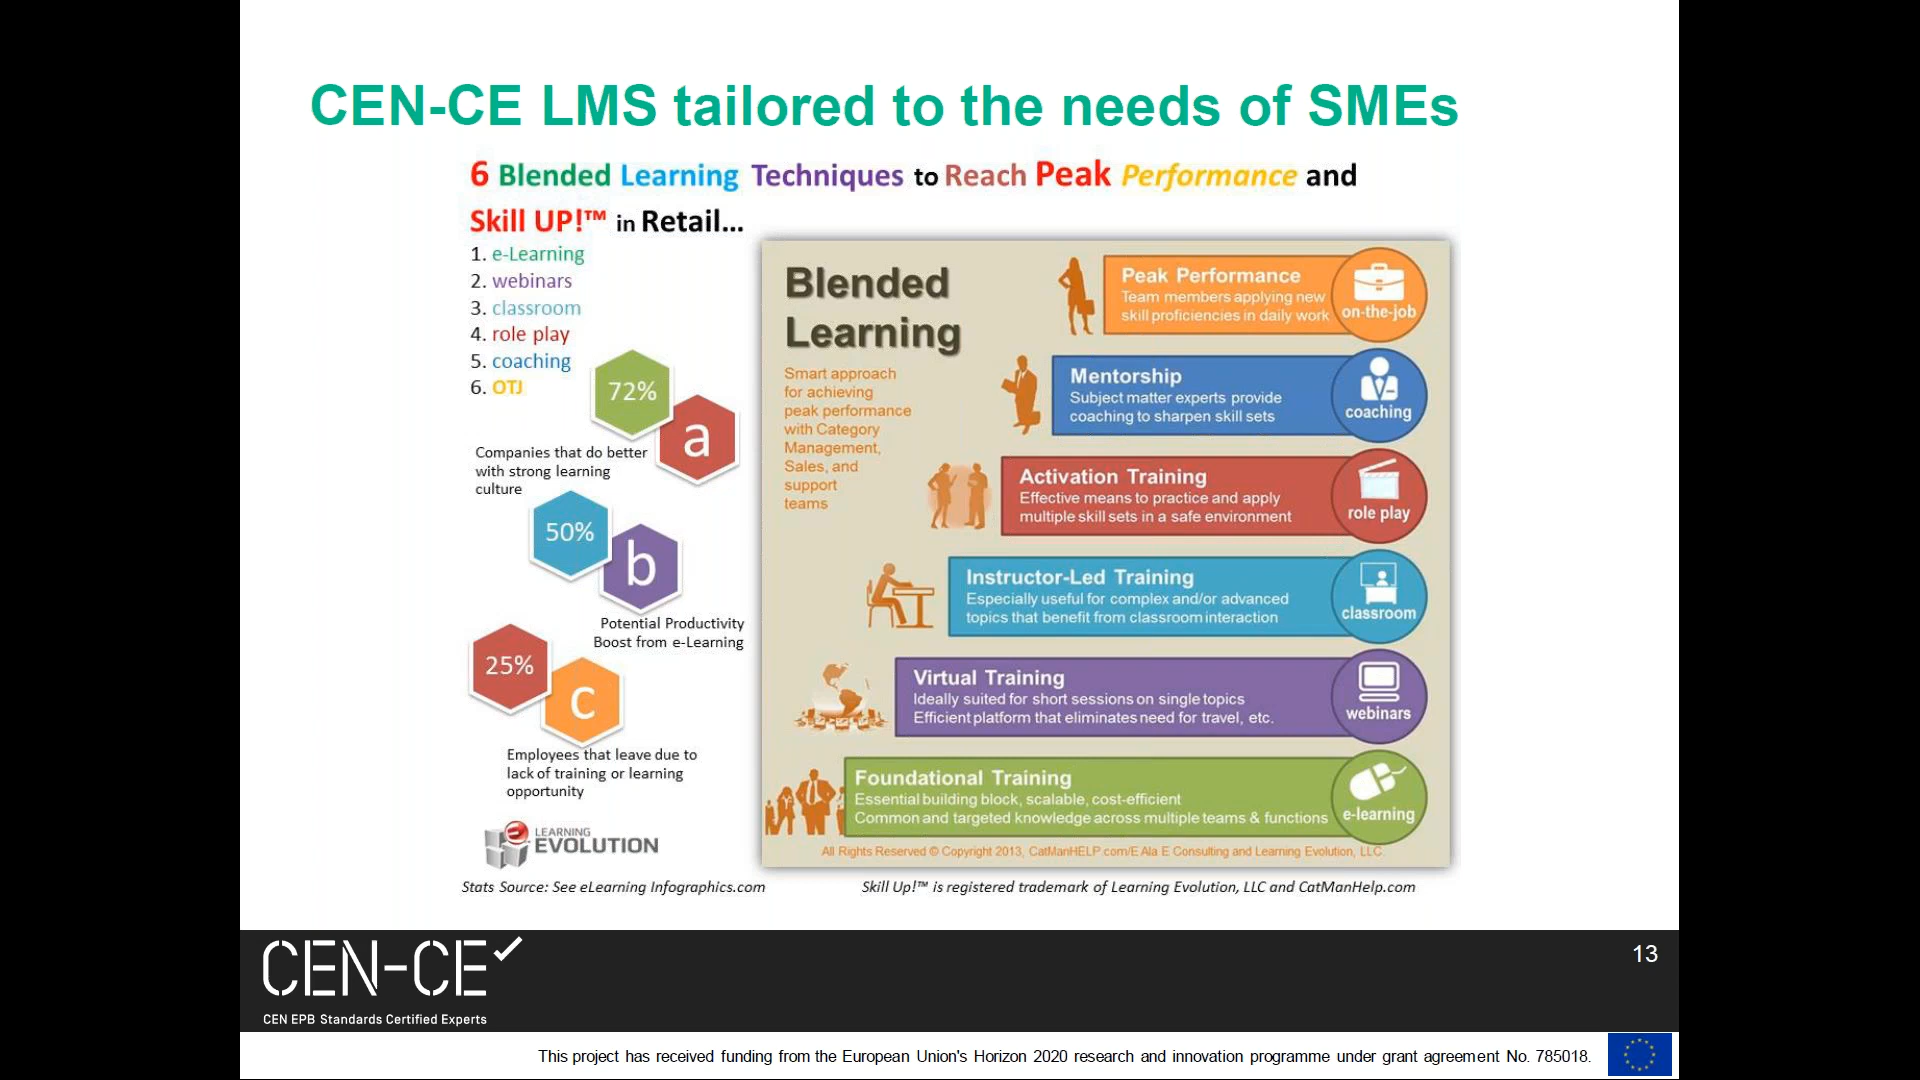 CEN-CE LMS tailored to the needs of SMEs
6 Blended Learning Techniques to Reach Peak Performance and
Skill UP!™ in Retail...
1. e-Learning
2. webinars
3. classroom
4. role play
5. coaching
6. OTJ
72%
a
Companies that do better
with strong learning
culture
50%
b
Potential Productivity
Boost from e-Learning
25%
c
Employees that leave due to
lack of training or learning
opportunity
LEARNING
EVOLUTION
Stats Source: See eLearning Infographics.com
Blended
Learning
Smart approach
for achieving
peak performance
with Category
Management,
Sales, and
support
teams
Peak Performance
Team members applying new
skill proficiencies in daily work
on-the-job
Mentorship
Subject matter experts provide
coaching to sharpen skill sets
coaching
Activation Training
Effective means to practice and apply
multiple skill sets in a safe environment
role play
Instructor-Led Training
Especially useful for complex and/or advanced
topics that benefit from classroom interaction
classroom
Virtual Training
Ideally suited for short sessions on single topics
Efficient platform that eliminates need for travel, etc.
webinars
Foundational Training
Essential building block, scalable, cost-efficient
Common and targeted knowledge across multiple teams & functions
e-learning
All Rights Reserved © Copyright 2013, CatManHELP.com/E Ala E Consulting and Learning Evolution, LLC.
Skill Up!™ is registered trademark of Learning Evolution, LLC and CatManHelp.com
CEN-CE
CEN EPB Standards Certified Experts
13
This project has received funding from the European Union's Horizon 2020 research and innovation programme under grant agreement No. 785018.